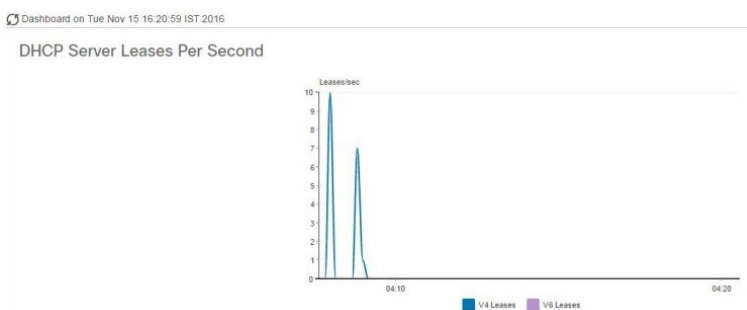 Dashboard on Tue Nov 15 16:20:59 IST 2016
DHCP Server Leases Per Second
Leases/sec
10
9
8
7
6
5
4
3
2
1
0
04:10
04:20
V4 Leases
V6 Leases